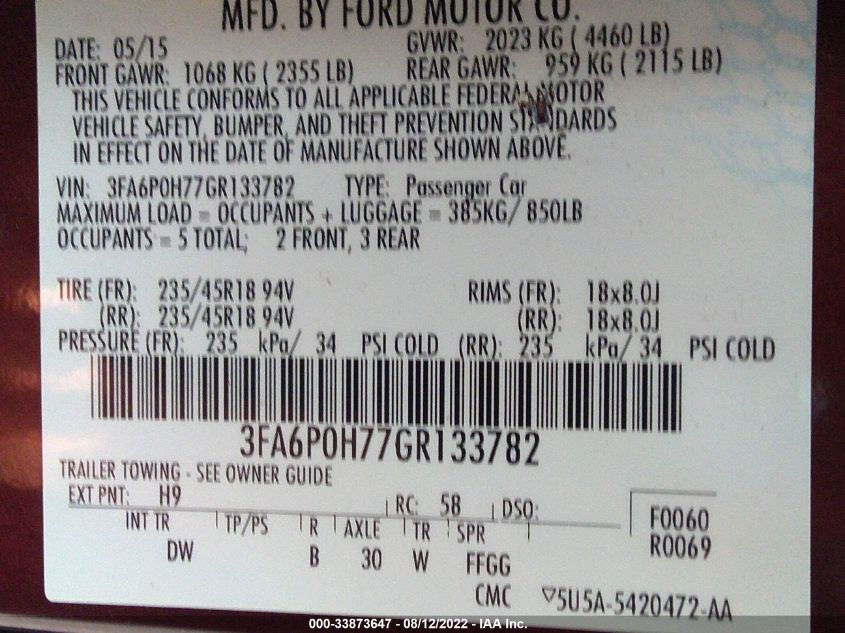 MFD. BY FORD MOTOR CO.
DATE: 05/15 GVWR: 2023 KG ( 4460 LB)
FRONT GAWR: 1068 KG ( 2355 LB) REAR GAWR: 959 KG ( 2115 LB)
THIS VEHICLE CONFORMS TO ALL APPLICABLE FEDERAL MOTOR
VEHICLE SAFETY, BUMPER, AND THEFT PREVENTION STANDARDS
IN EFFECT ON THE DATE OF MANUFACTURE SHOWN ABOVE.
VIN: 3FA6P0H77GR133782 TYPE: Passenger Car
MAXIMUM LOAD = OCCUPANTS + LUGGAGE = 385KG/ 850LB
OCCUPANTS = 5 TOTAL; 2 FRONT, 3 REAR
TIRE (FR): 235/45R18 94V RIMS (FR): 18x8.0J
(RR): 235/45R18 94V (RR): 18x8.0J
PRESSURE (FR): 235 kPa/ 34 PSI COLD (RR): 235 kPa/ 34 PSI COLD
3FA6P0H77GR133782
TRAILER TOWING - SEE OWNER GUIDE
EXT PNT: H9 RC: 58 DSO: F0060
INT TR TP/PS R AXLE TR SPR R0069
DW B 30 W FFGG
CMC ▽5U5A-5420472-AA
000-33873647 - 08/12/2022 - IAA Inc.